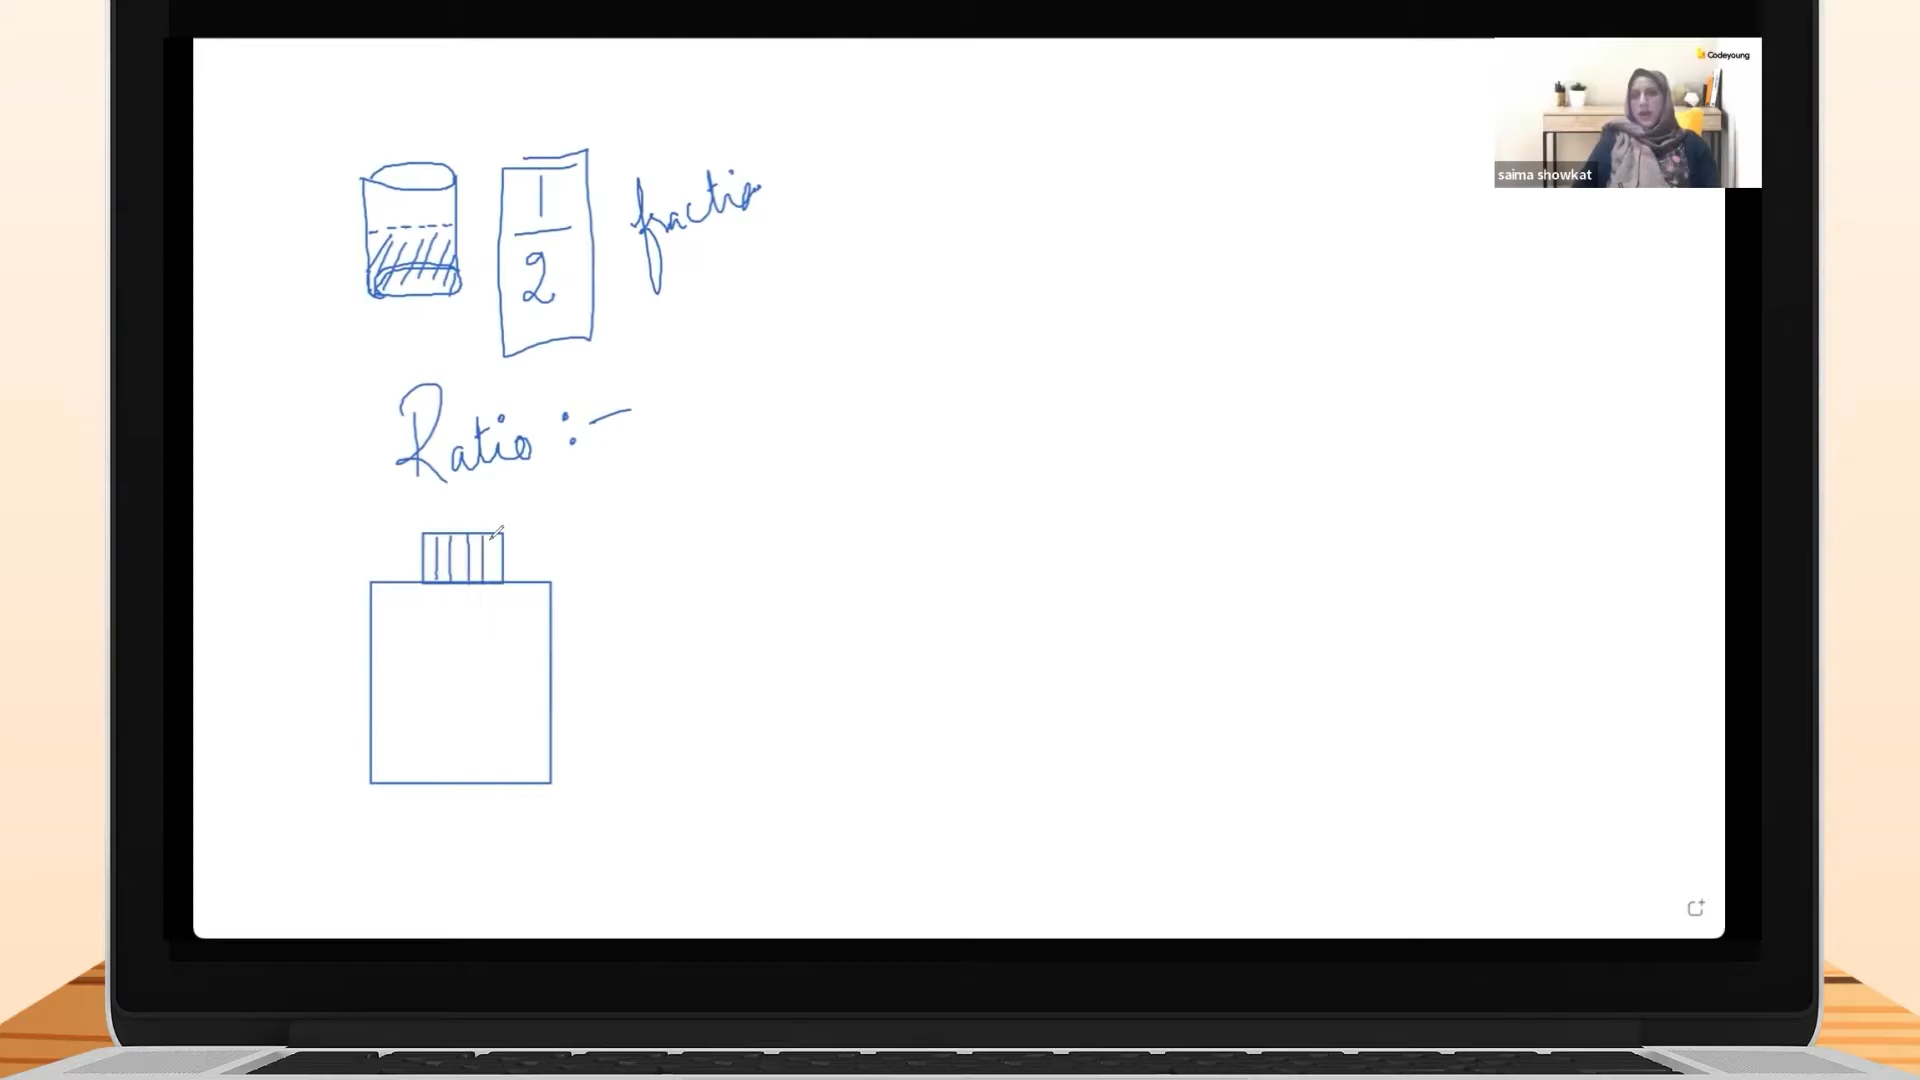 Codeyoung
saima showkat
1
2
fractio
Ratio :-